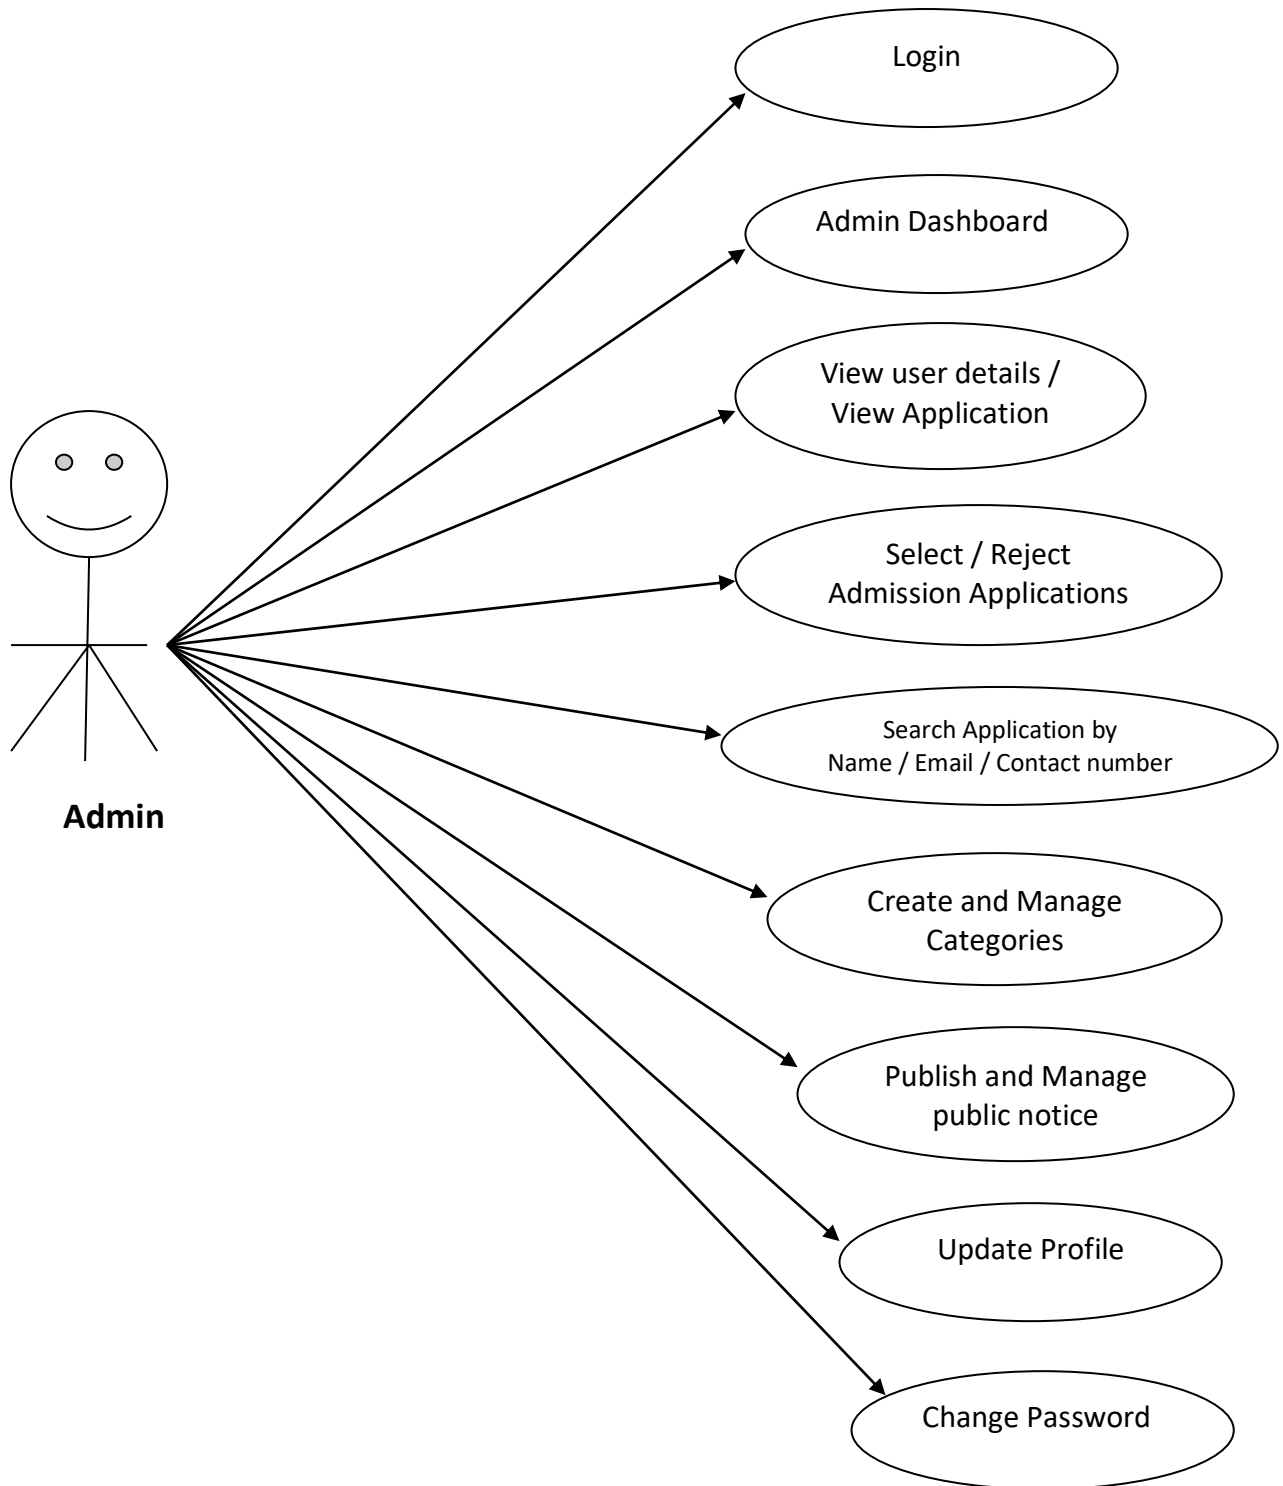 Login
Admin Dashboard
View user details /
View Application
Select / Reject
Admission Applications
Search Application by
Name / Email / Contact number
Admin
Create and Manage
Categories
Publish and Manage
public notice
Update Profile
Change Password